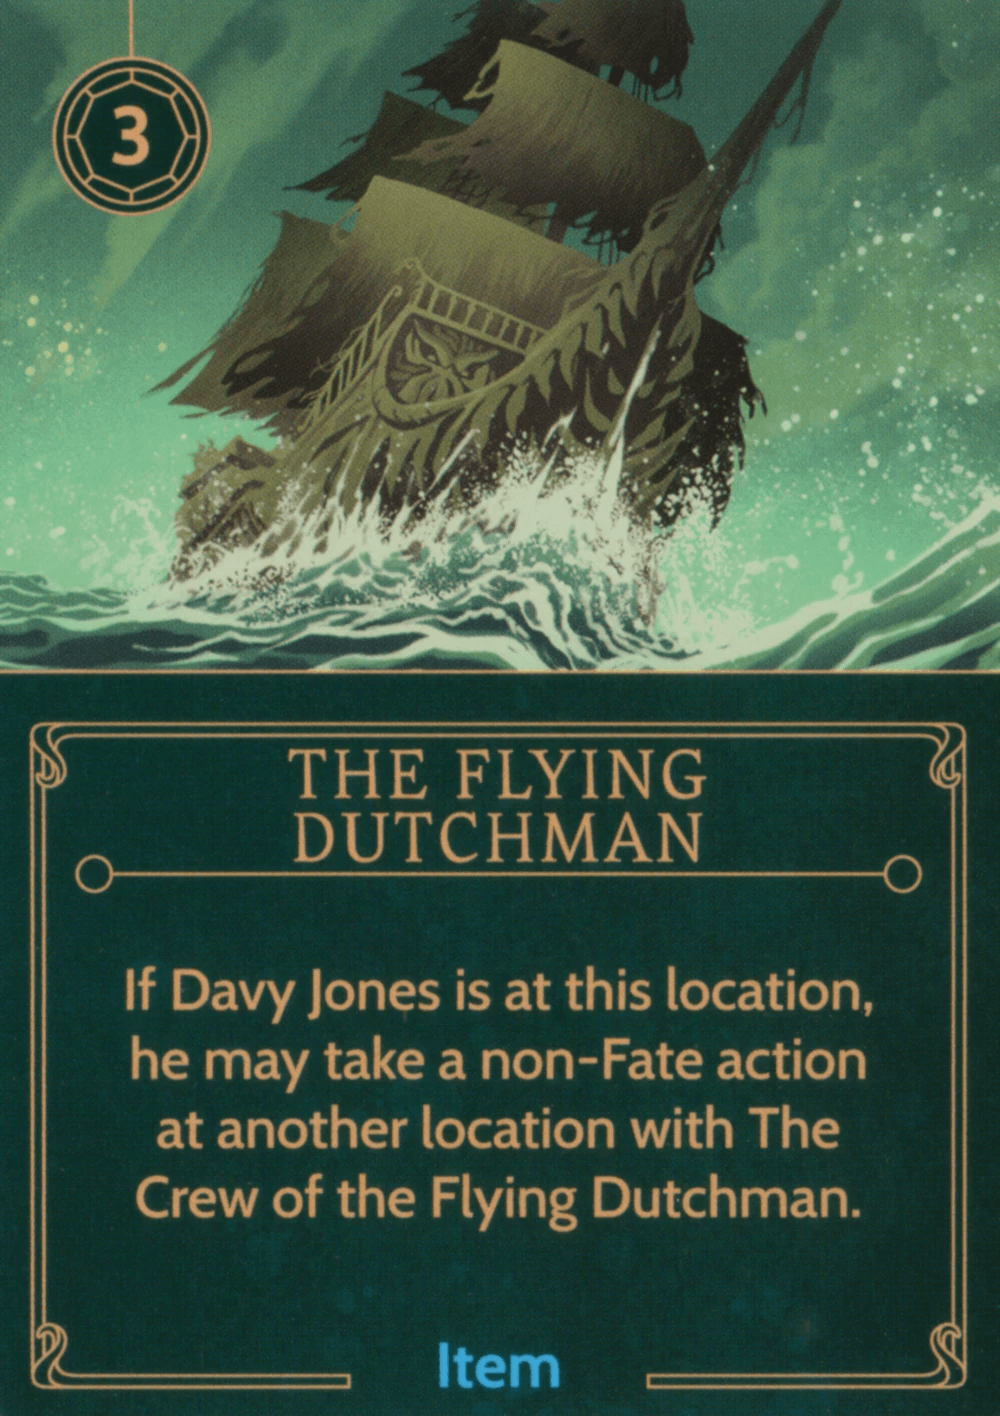 3
THE FLYING
DUTCHMAN
If Davy Jones is at this location,
he may take a non-Fate action
at another location with The
Crew of the Flying Dutchman.
Item